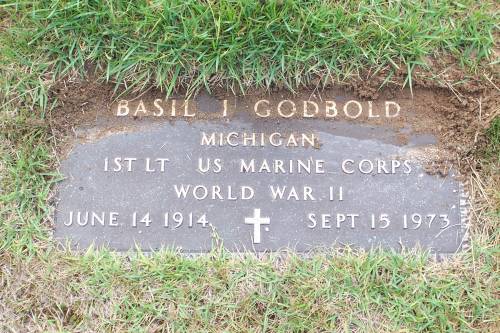 BASIL J GODBOLD
MICHIGAN
1ST LT US MARINE CORPS
WORLD WAR II
JUNE 14 1914 SEPT 15 1973